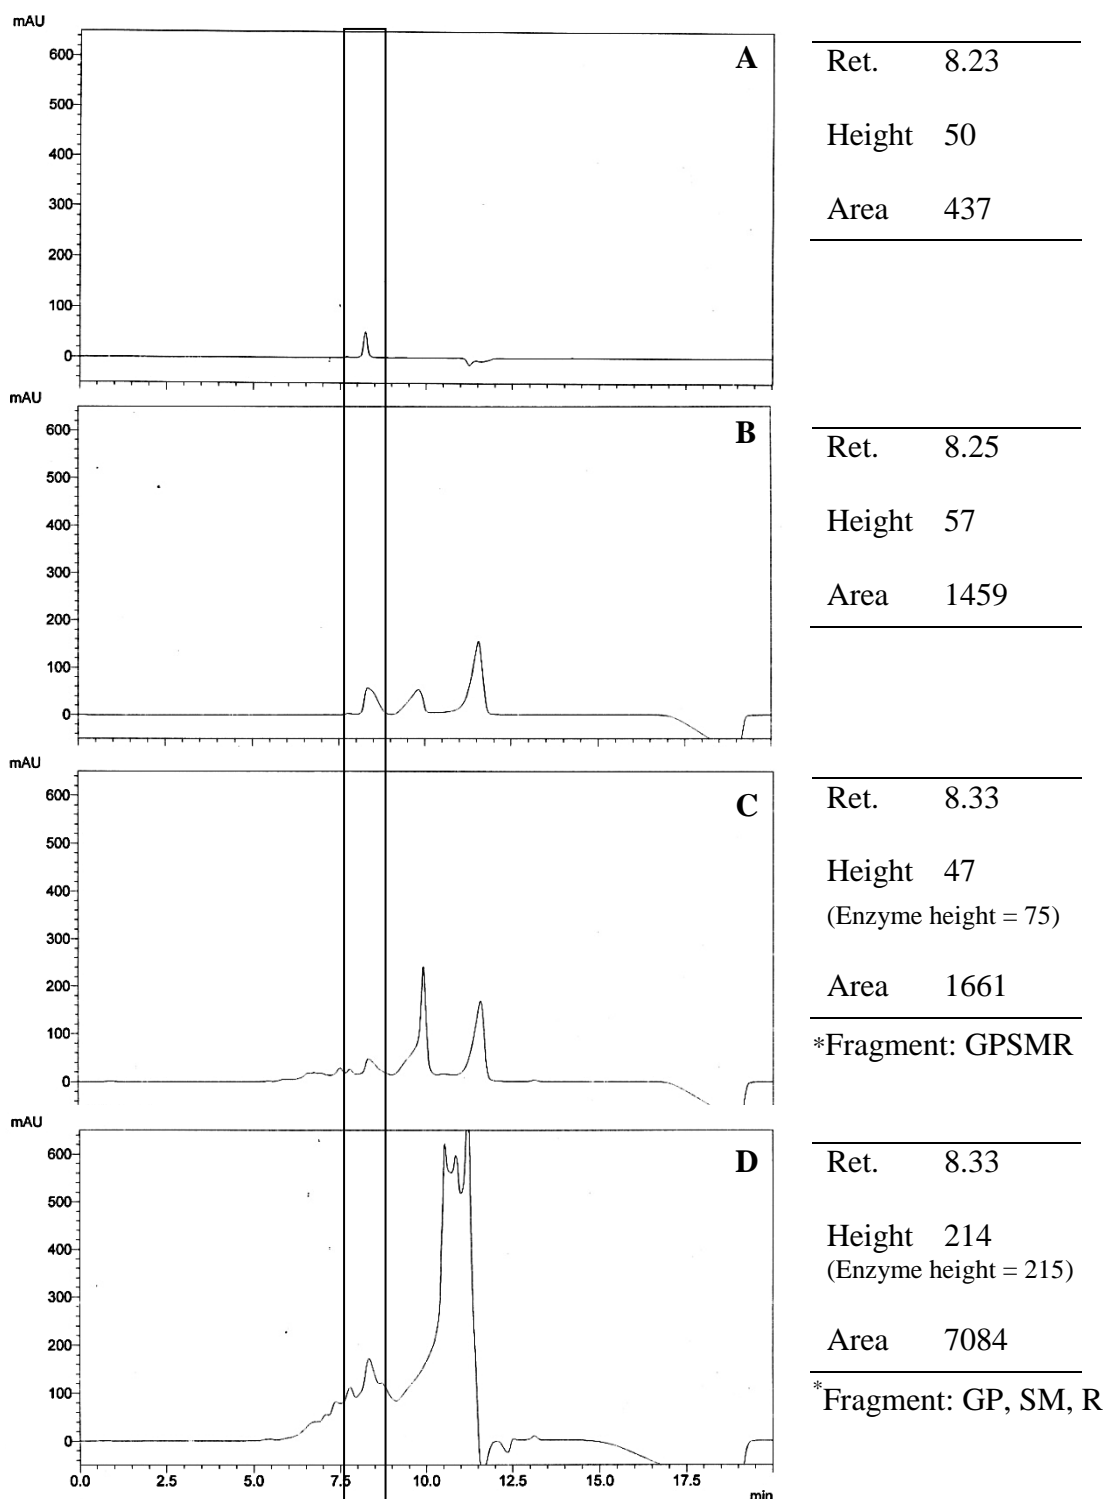 mAU
600
500
400
300
200
100
0
A
Ret. 8.23
Height 50
Area 437
mAU
600
500
400
300
200
100
0
B
Ret. 8.25
Height 57
Area 1459
mAU
600
500
400
300
200
100
0
C
Ret. 8.33
Height 47
(Enzyme height = 75)
Area 1661
*Fragment: GPSMR
mAU
600
500
400
300
200
100
0
D
Ret. 8.33
Height 214
(Enzyme height = 215)
Area 7084
*Fragment: GP, SM, R
0.0 2.5 5.0 7.5 10.0 12.5 15.0 17.5
min